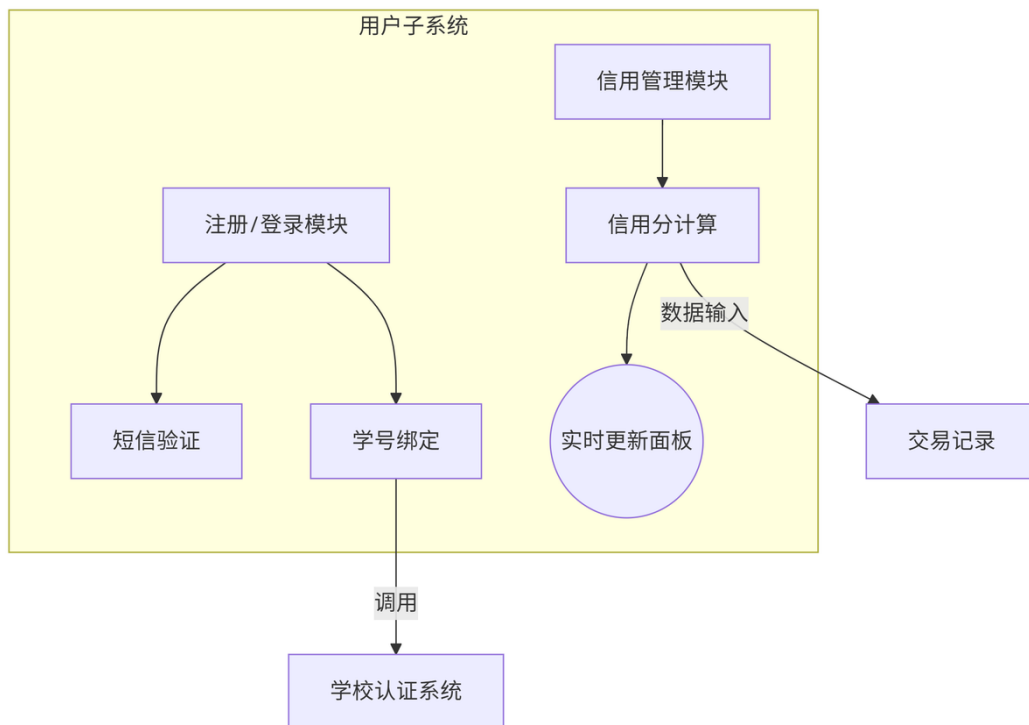 用户子系统
信用管理模块
注册/登录模块
信用分计算
数据输入
短信验证
学号绑定
实时更新面板
交易记录
调用
学校认证系统